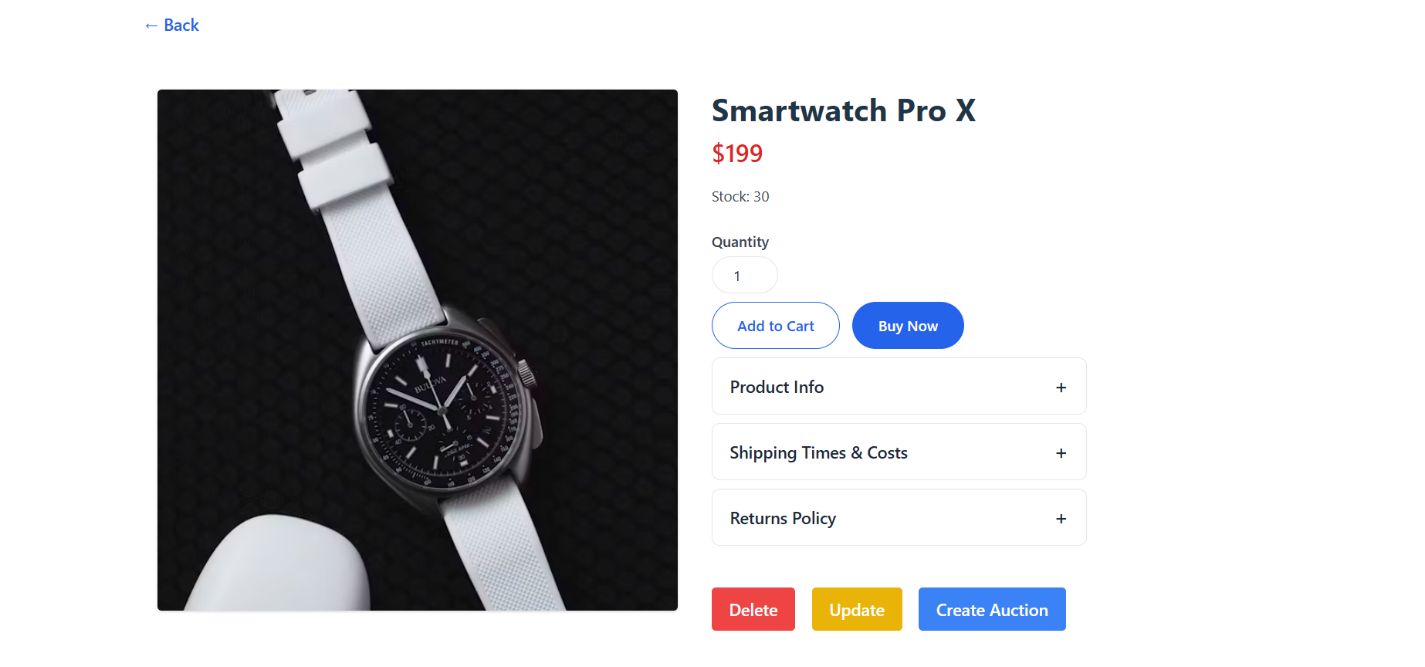 ← Back
Smartwatch Pro X
$199
Stock: 30
Quantity
1
Add to Cart
Buy Now
TACHYMETER
BULOVA
Product Info +
Shipping Times & Costs +
Returns Policy +
Delete
Update
Create Auction